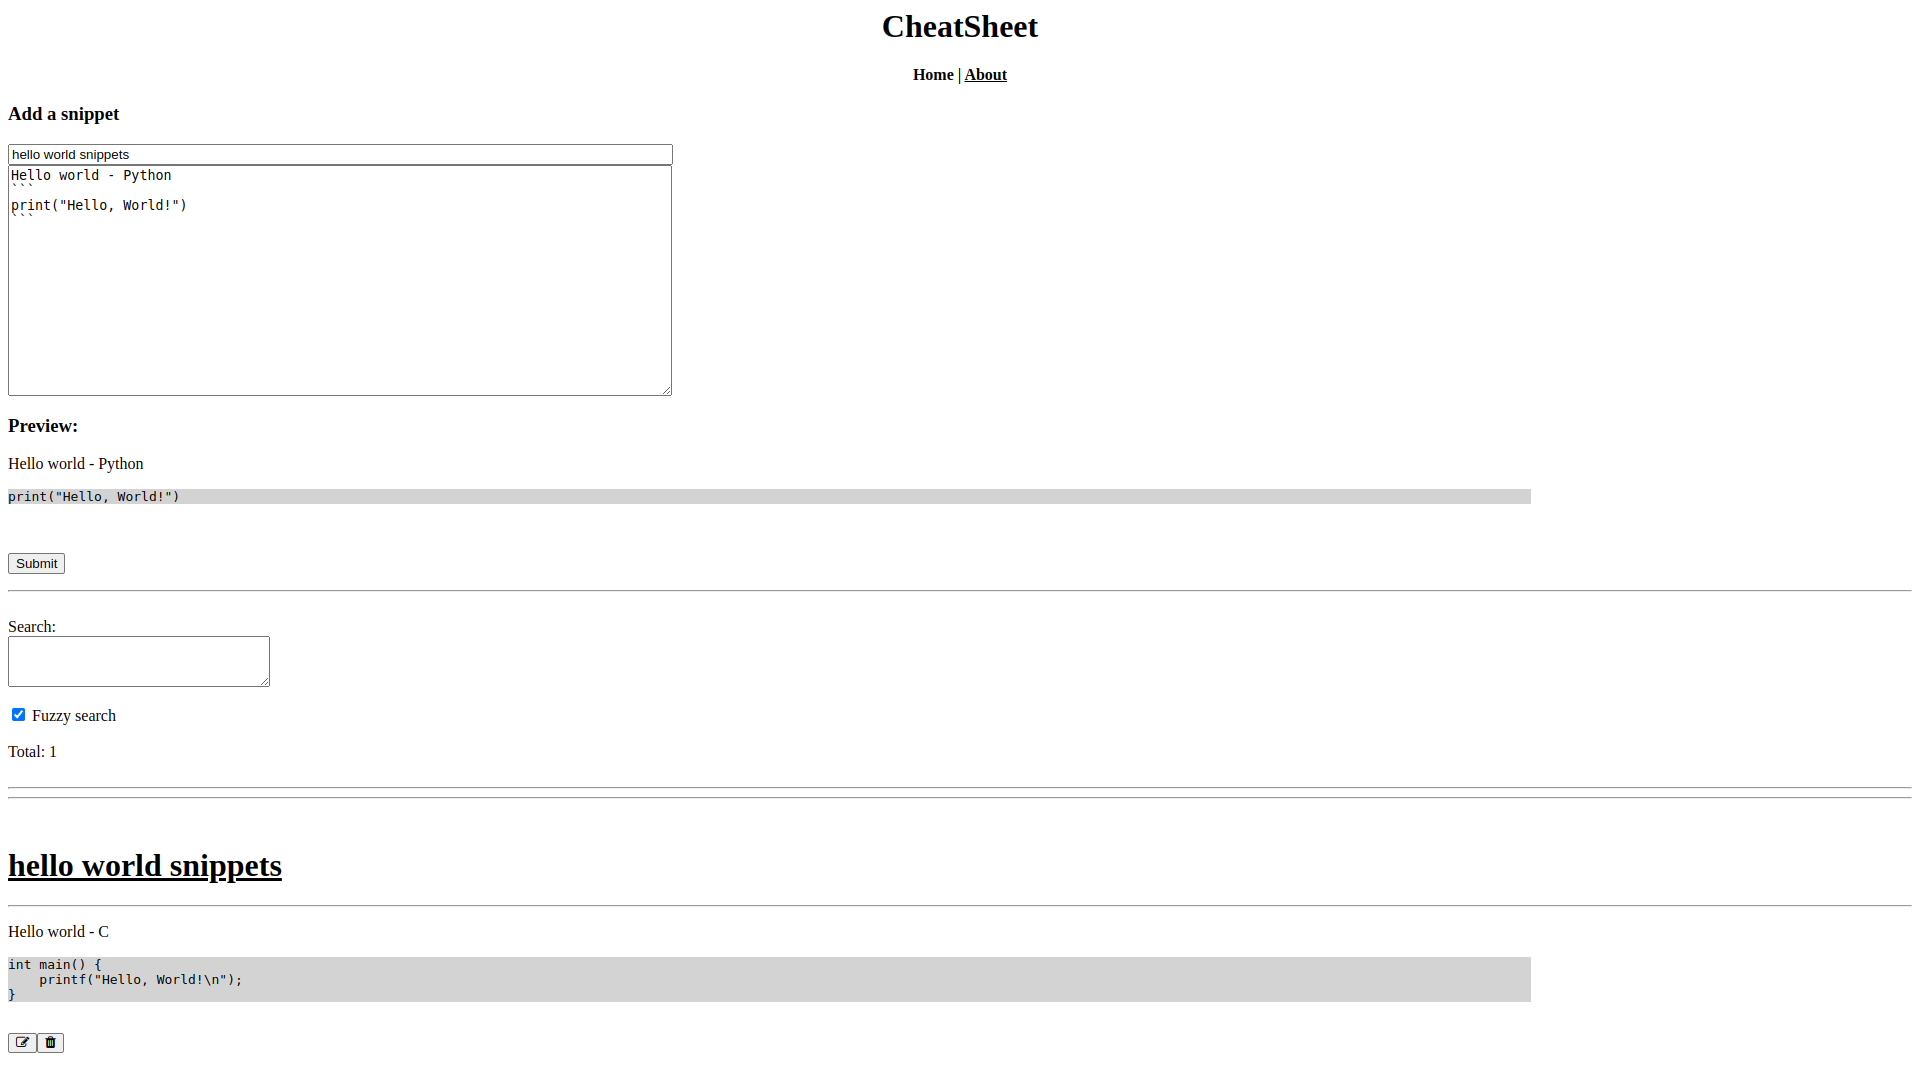 CheatSheet
Home | About
Add a snippet
hello world snippets
Hello world - Python
```
print("Hello, World!")
```
Preview:
Hello world - Python
print("Hello, World!")
Submit
Search:
Fuzzy search
Total: 1
hello world snippets
Hello world - C
int main() {
    printf("Hello, World!\n");
}